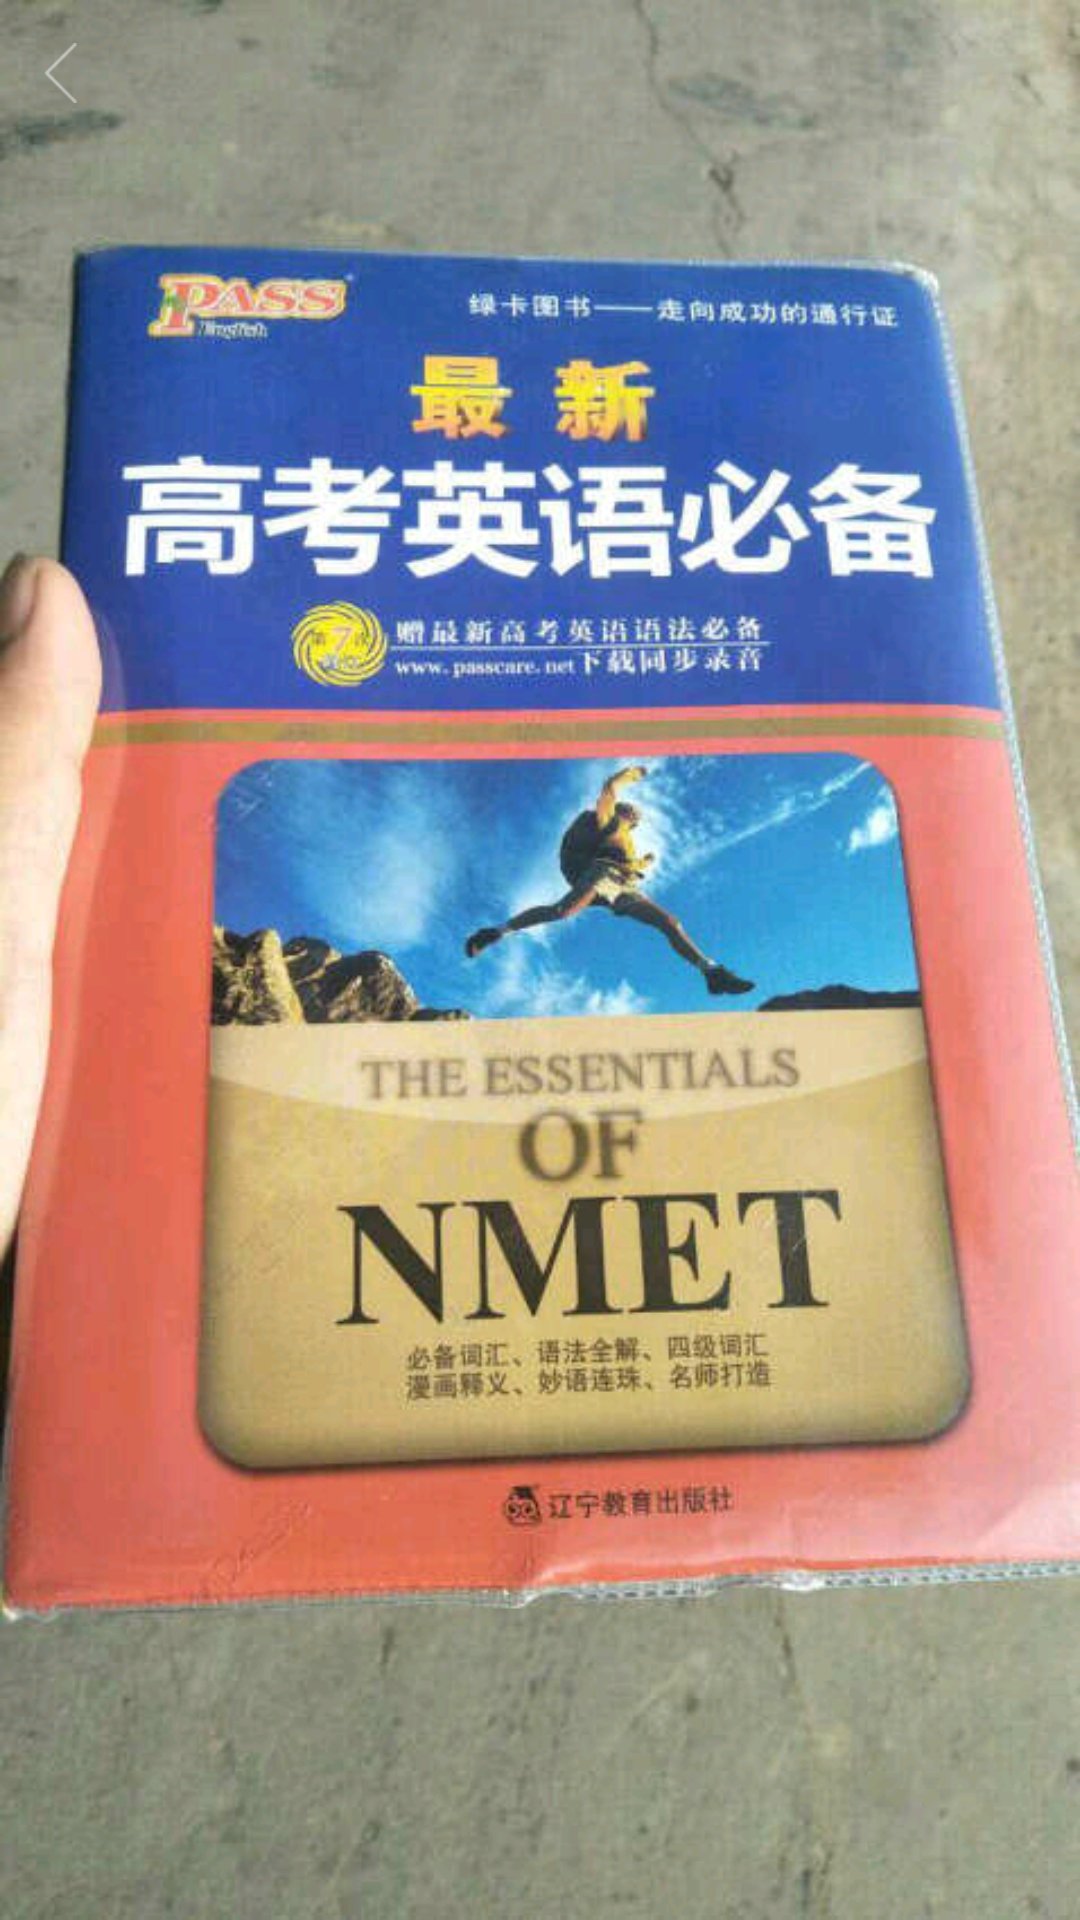 PASS
English
绿卡图书——走向成功的通行证
最新
高考英语必备
第7次
赠最新高考英语语法必备
www.passcare.net下载同步录音
THE ESSENTIALS
OF
NMET
必备词汇、语法全解、四级词汇
漫画释义、妙语连珠、名师打造
辽宁教育出版社